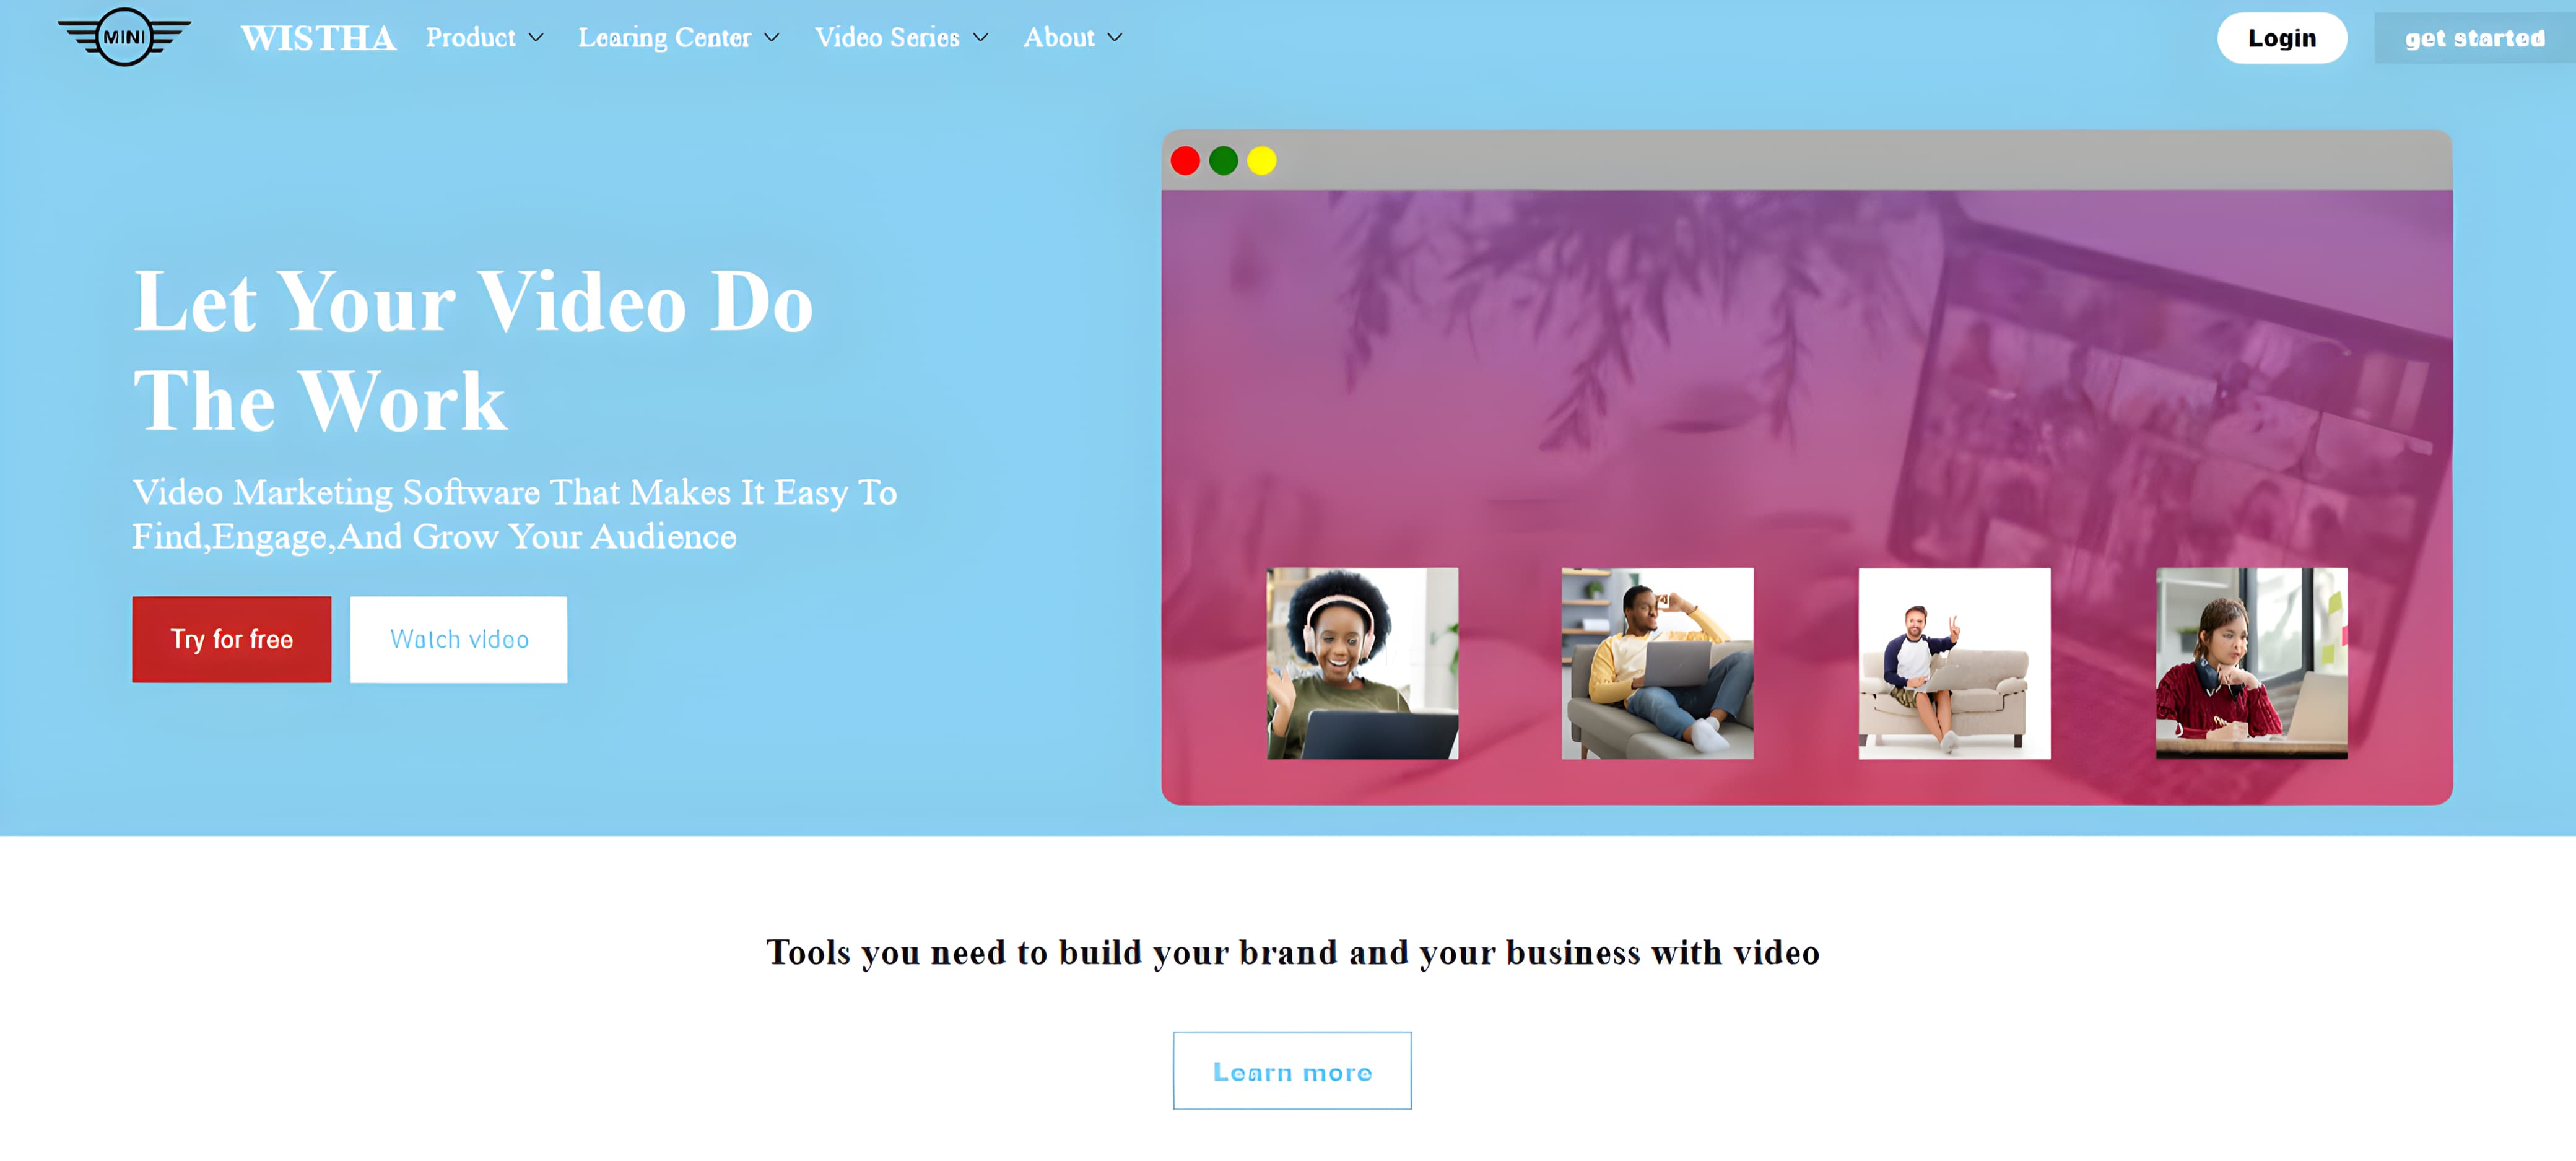 MINI
WISTHA Product Learing Center Video Series About Login get started
Let Your Video Do
The Work
Video Marketing Software That Makes It Easy To
Find,Engage,And Grow Your Audience
Try for free Watch video
Tools you need to build your brand and your business with video
Learn more